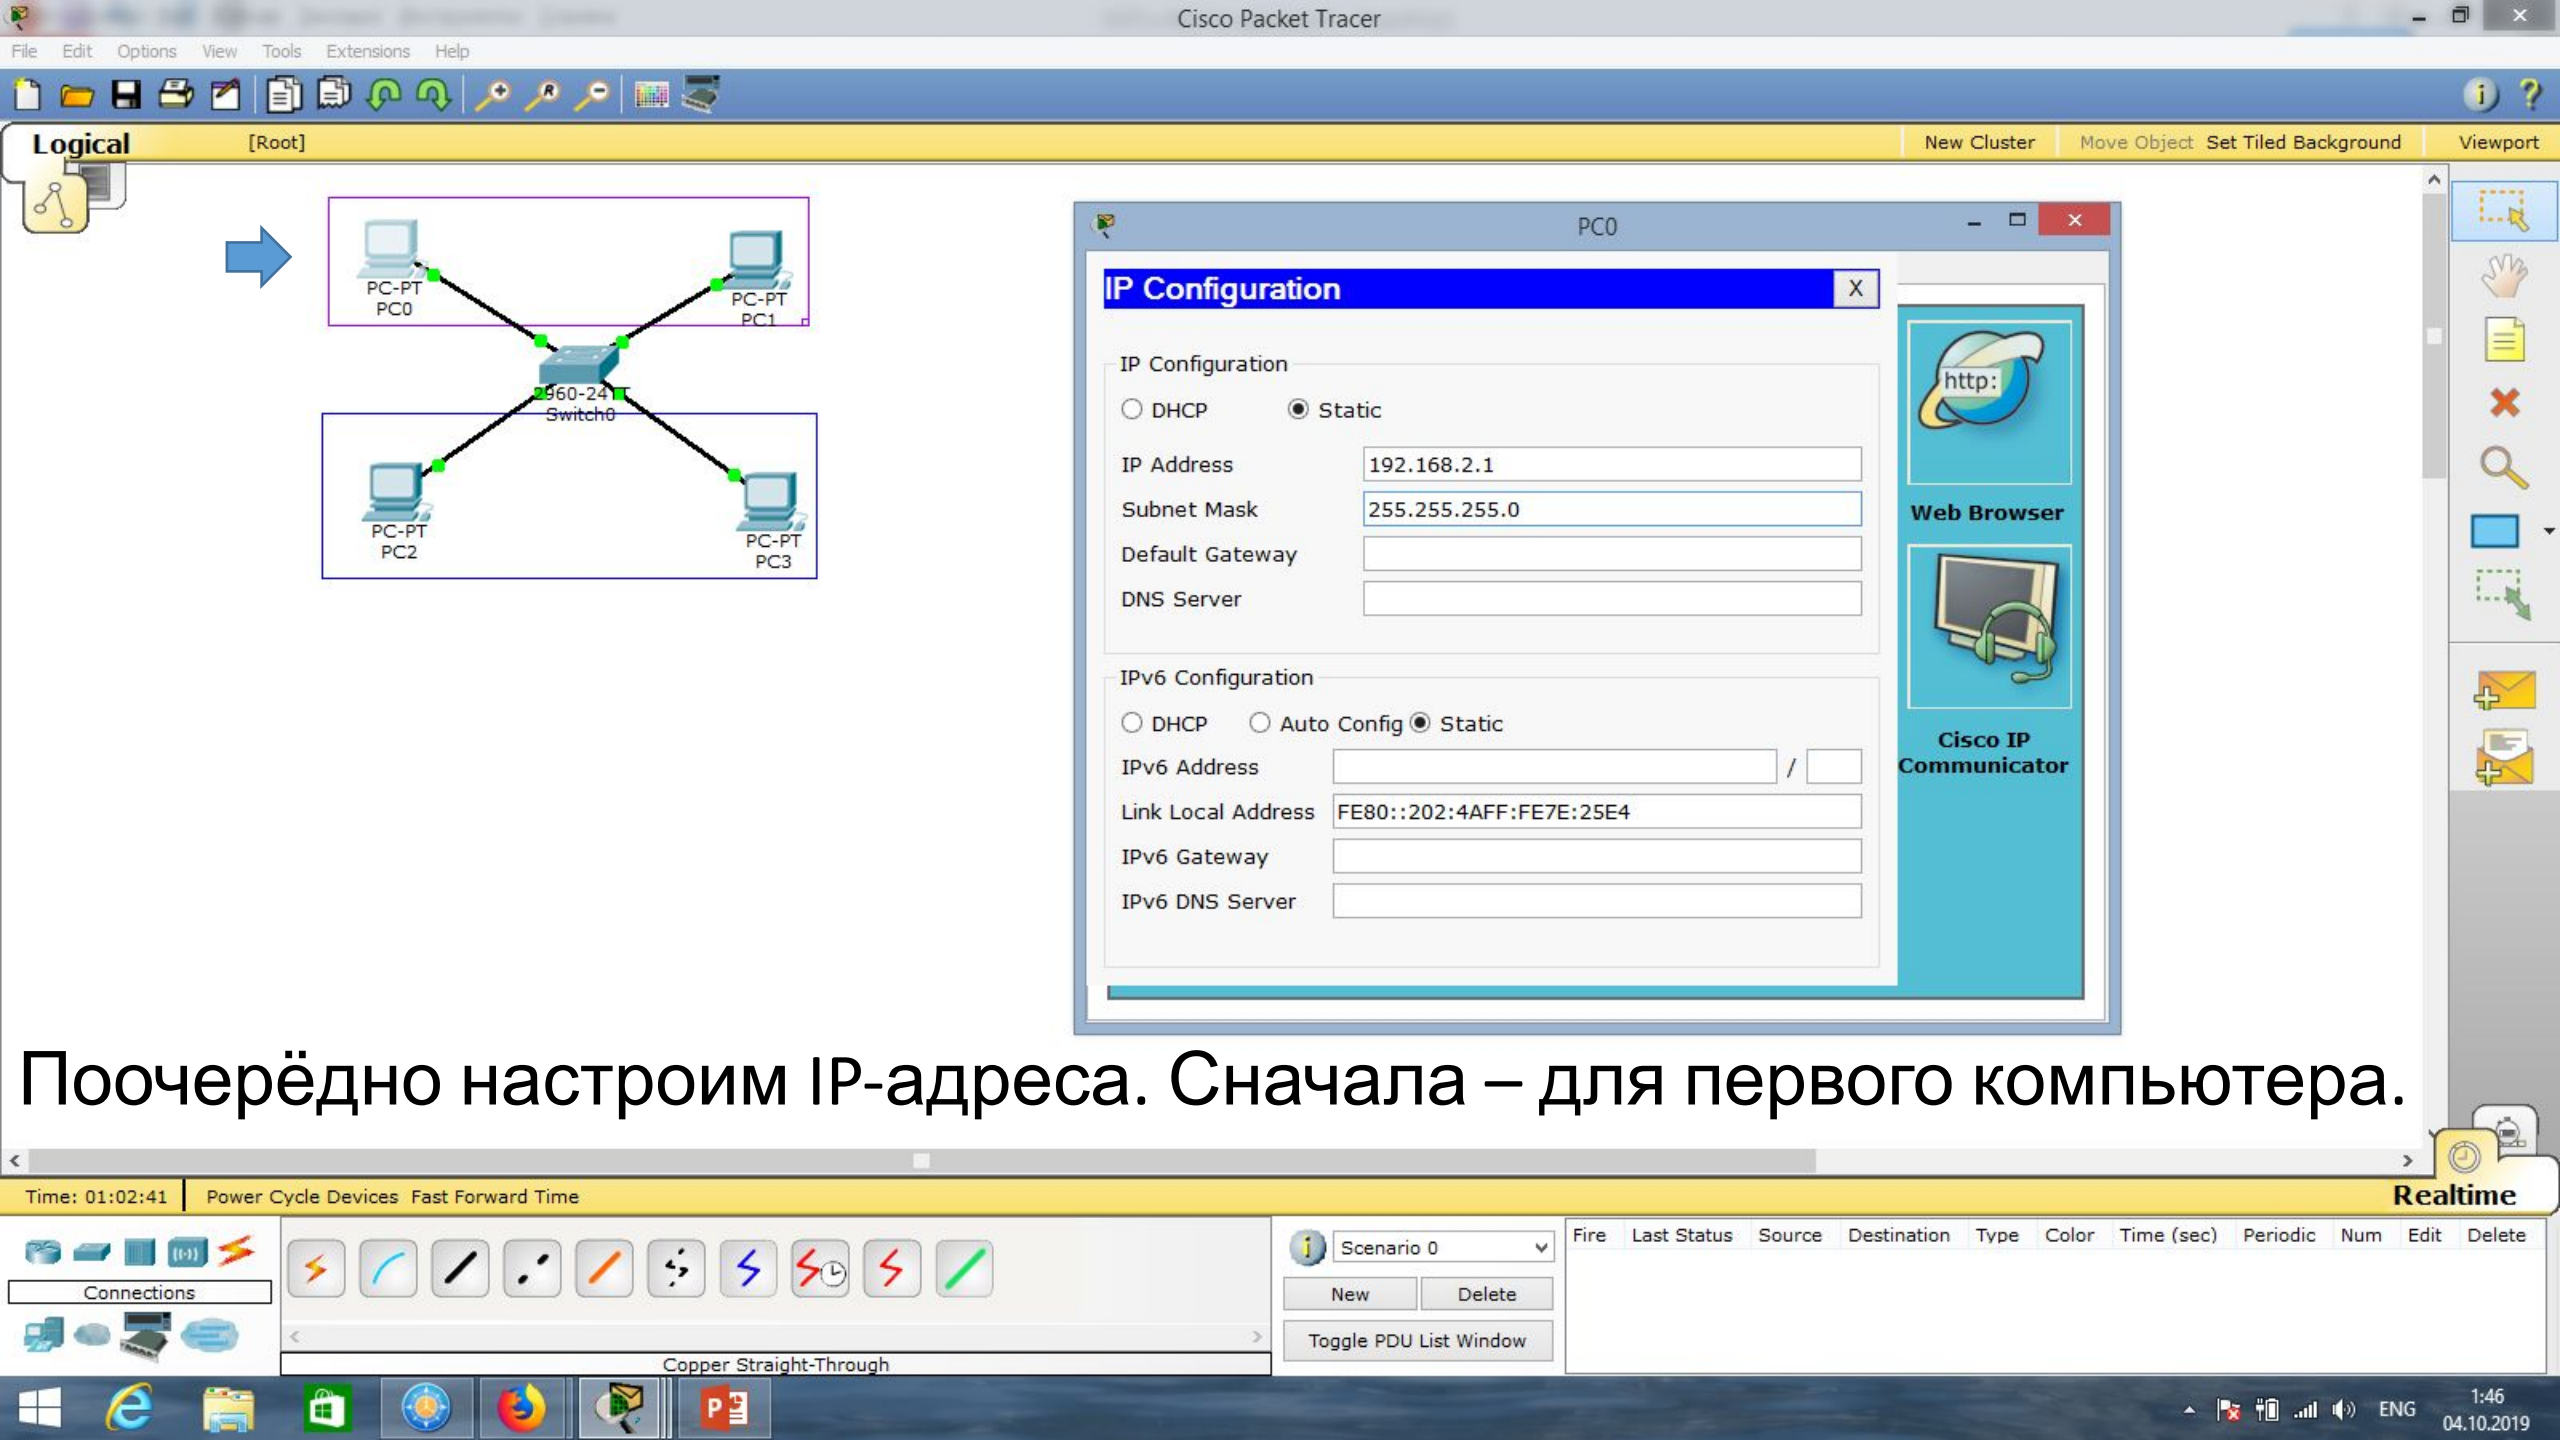 Cisco Packet Tracer
File Edit Options View Tools Extensions Help
Logical [Root] New Cluster Move Object Set Tiled Background Viewport
PC-PT
PC0
PC-PT
PC1
2960-24TT
Switch0
PC-PT
PC2
PC-PT
PC3
PC0
IP Configuration X
IP Configuration
DHCP Static
IP Address 192.168.2.1
Subnet Mask 255.255.255.0
Default Gateway
DNS Server
IPv6 Configuration
DHCP Auto Config Static
IPv6 Address /
Link Local Address FE80::202:4AFF:FE7E:25E4
IPv6 Gateway
IPv6 DNS Server
http:
Web Browser
Cisco IP
Communicator
Поочерёдно настроим IP-адреса. Сначала – для первого компьютера.
Time: 01:02:41 Power Cycle Devices Fast Forward Time Realtime
Connections
Copper Straight-Through
Scenario 0
New Delete
Toggle PDU List Window
Fire Last Status Source Destination Type Color Time (sec) Periodic Num Edit Delete
ENG 1:46
04.10.2019